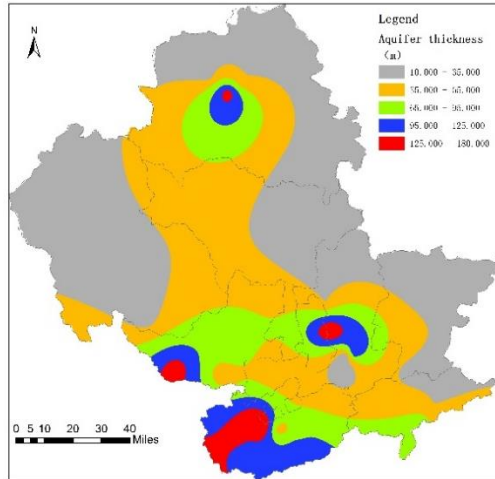 N
Legend
Aquifer thickness
(m)
10.000 - 35.000
35.000 - 65.000
65.000 - 95.000
95.000 - 125.000
125.000 - 180.000
0 5 10 20 30 40
Miles